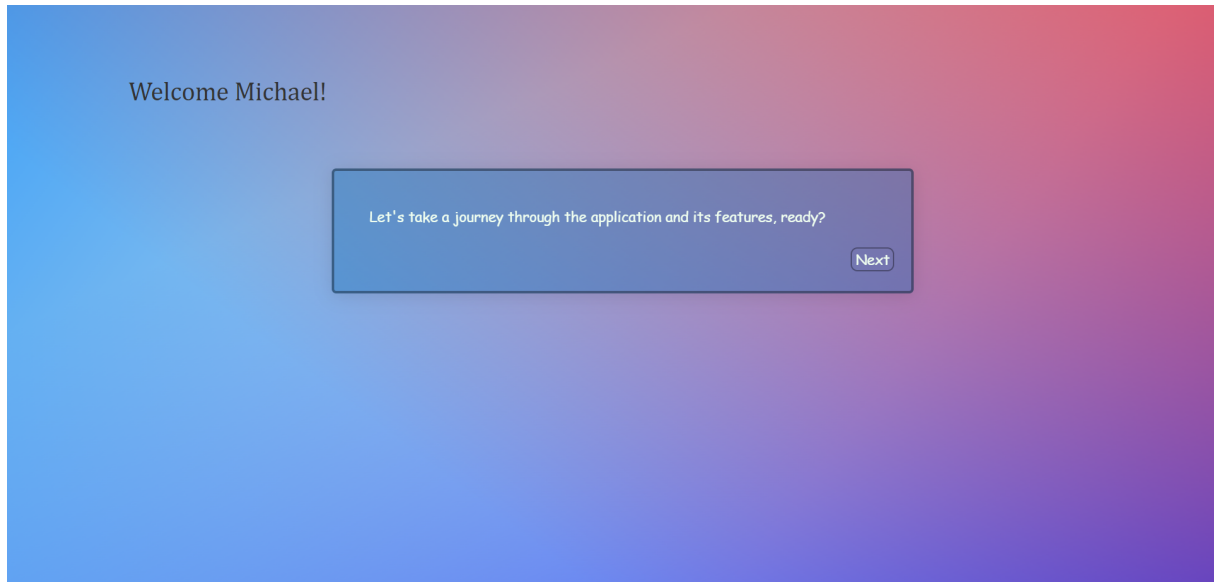 Welcome Michael!
Let's take a journey through the application and its features, ready?
Next